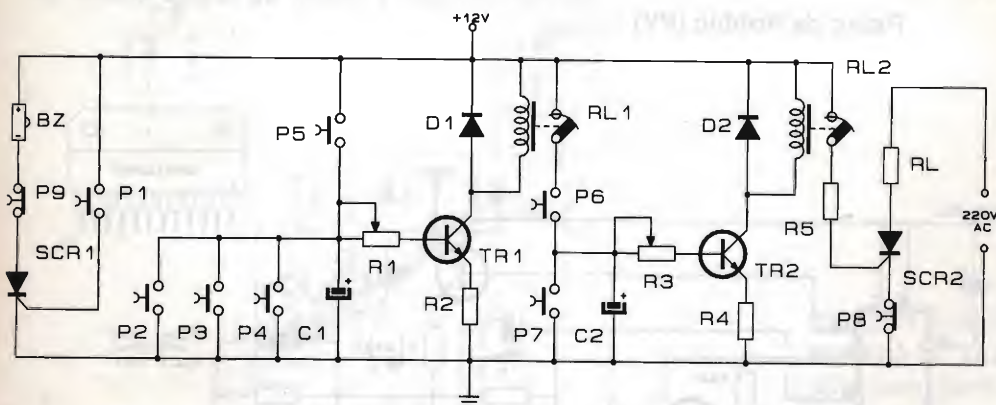 +12V
RL2
BZ
D1
RL1
D2
P5
RL
P9
P1
P6
R5
220V
AC
SCR1
R1
TR1
R3
TR2
SCR2
P2
P3
P4
C1
R2
P7
C2
R4
P8